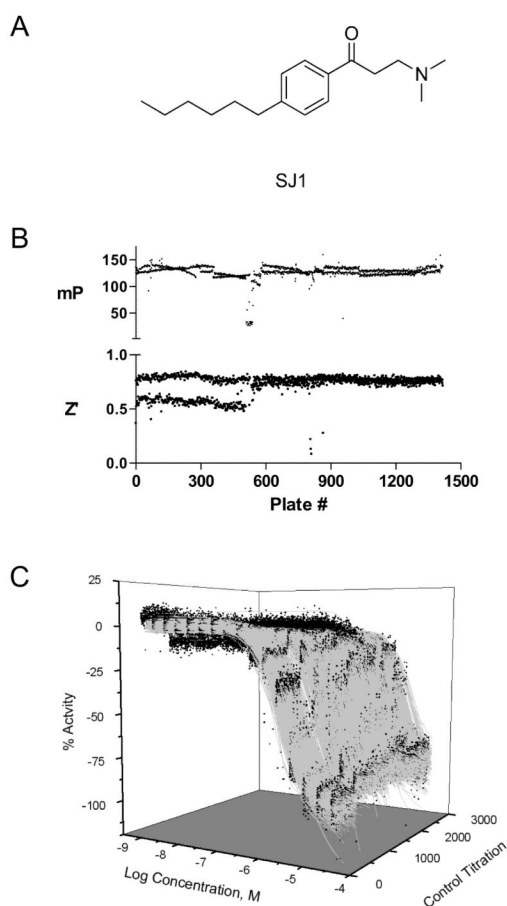 A
O
N
SJ1
B
150
100
50
mP
1.0
0.5
0.0
Z'
0 300 600 900 1200 1500
Plate #
C
25
0
-25
-50
-75
-100
% Actvity
-9 -8 -7 -6 -5 -4
Log Concentration, M
0 1000 2000 3000
Control Titration